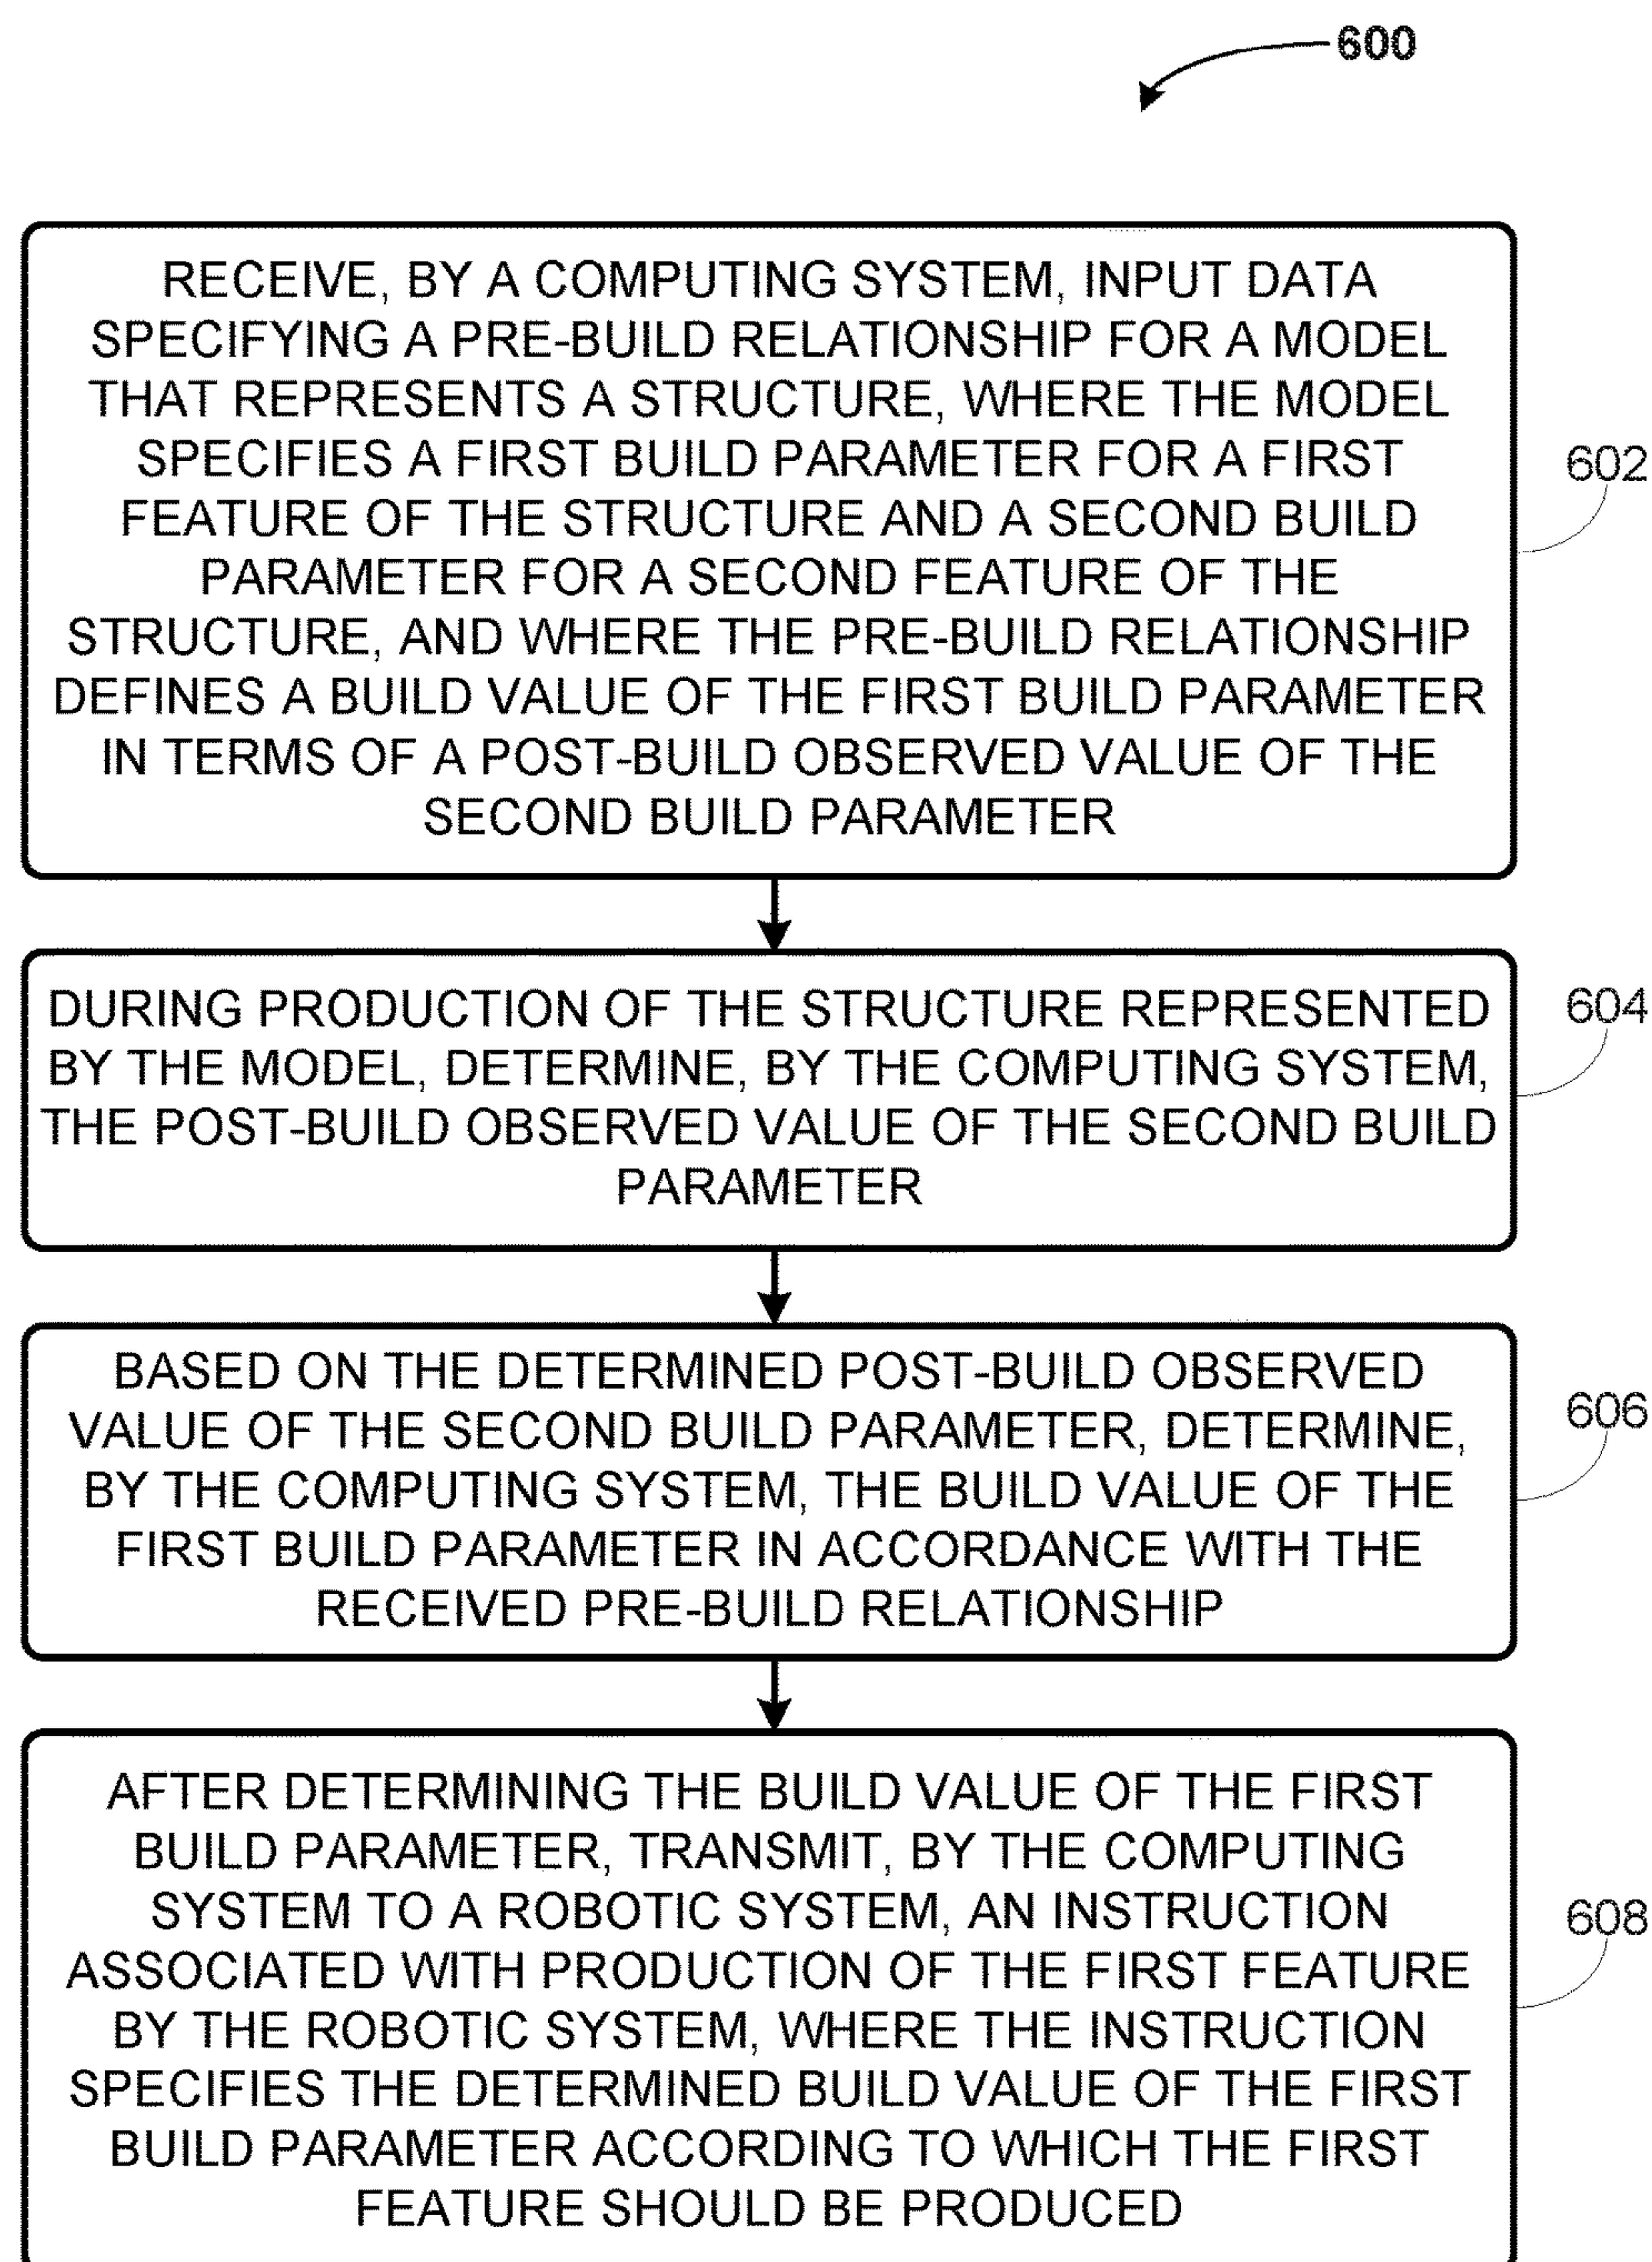 600
RECEIVE, BY A COMPUTING SYSTEM, INPUT DATA
SPECIFYING A PRE-BUILD RELATIONSHIP FOR A MODEL
THAT REPRESENTS A STRUCTURE, WHERE THE MODEL
SPECIFIES A FIRST BUILD PARAMETER FOR A FIRST
FEATURE OF THE STRUCTURE AND A SECOND BUILD
PARAMETER FOR A SECOND FEATURE OF THE
STRUCTURE, AND WHERE THE PRE-BUILD RELATIONSHIP
DEFINES A BUILD VALUE OF THE FIRST BUILD PARAMETER
IN TERMS OF A POST-BUILD OBSERVED VALUE OF THE
SECOND BUILD PARAMETER
602
DURING PRODUCTION OF THE STRUCTURE REPRESENTED
BY THE MODEL, DETERMINE, BY THE COMPUTING SYSTEM,
THE POST-BUILD OBSERVED VALUE OF THE SECOND BUILD
PARAMETER
604
BASED ON THE DETERMINED POST-BUILD OBSERVED
VALUE OF THE SECOND BUILD PARAMETER, DETERMINE,
BY THE COMPUTING SYSTEM, THE BUILD VALUE OF THE
FIRST BUILD PARAMETER IN ACCORDANCE WITH THE
RECEIVED PRE-BUILD RELATIONSHIP
606
AFTER DETERMINING THE BUILD VALUE OF THE FIRST
BUILD PARAMETER, TRANSMIT, BY THE COMPUTING
SYSTEM TO A ROBOTIC SYSTEM, AN INSTRUCTION
ASSOCIATED WITH PRODUCTION OF THE FIRST FEATURE
BY THE ROBOTIC SYSTEM, WHERE THE INSTRUCTION
SPECIFIES THE DETERMINED BUILD VALUE OF THE FIRST
BUILD PARAMETER ACCORDING TO WHICH THE FIRST
FEATURE SHOULD BE PRODUCED
608